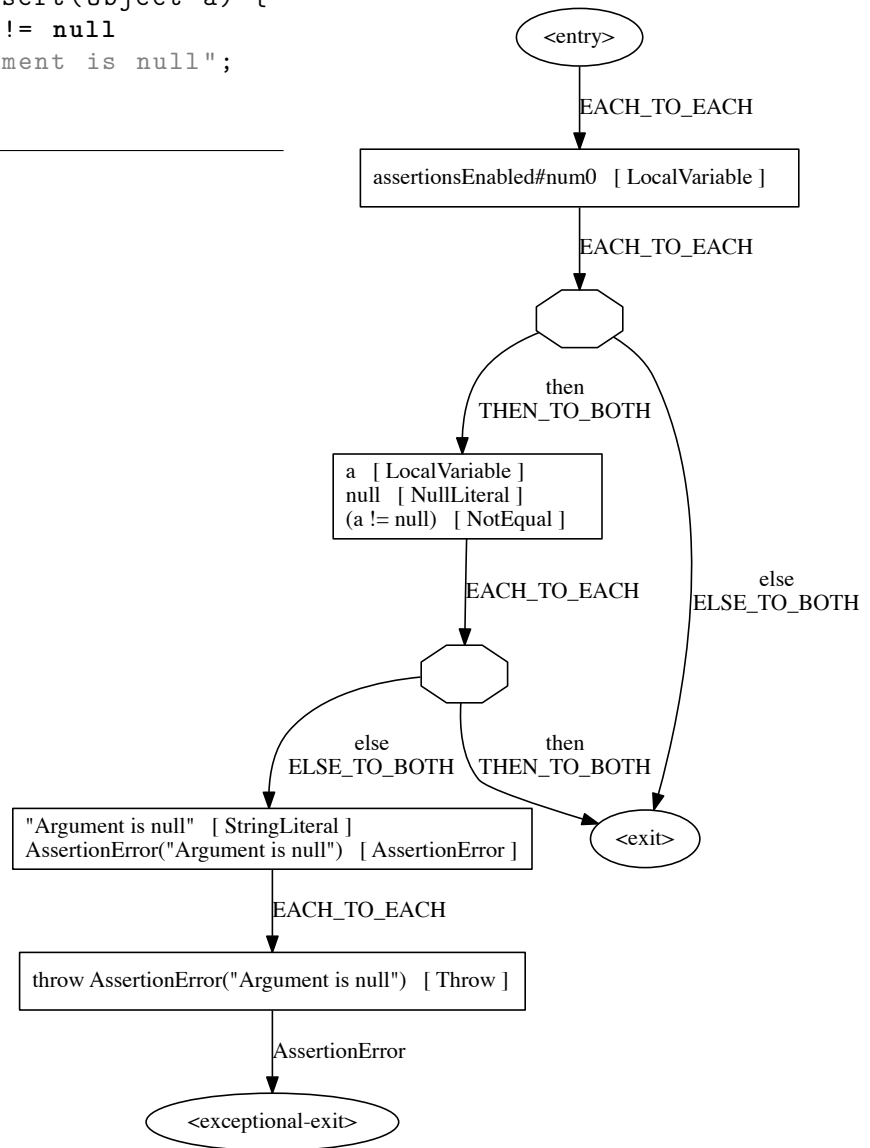 != null
ment is null";
<entry>
EACH_TO_EACH
assertionsEnabled#num0 [ LocalVariable ]
EACH_TO_EACH
then
THEN_TO_BOTH
a [ LocalVariable ]
null [ NullLiteral ]
(a != null) [ NotEqual ]
EACH_TO_EACH
else
ELSE_TO_BOTH
else
ELSE_TO_BOTH
then
THEN_TO_BOTH
"Argument is null" [ StringLiteral ]
AssertionError("Argument is null") [ AssertionError ]
<exit>
EACH_TO_EACH
throw AssertionError("Argument is null") [ Throw ]
AssertionError
<exceptional-exit>